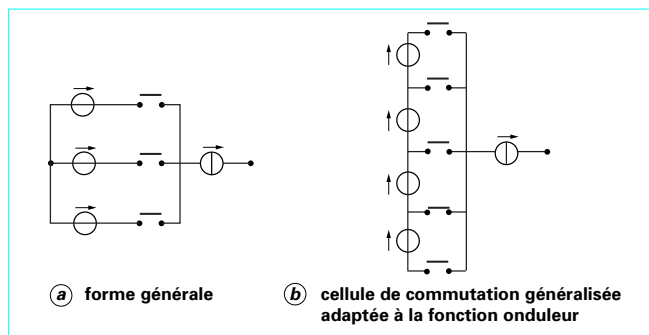 a forme générale
b cellule de commutation généralisée
adaptée à la fonction onduleur